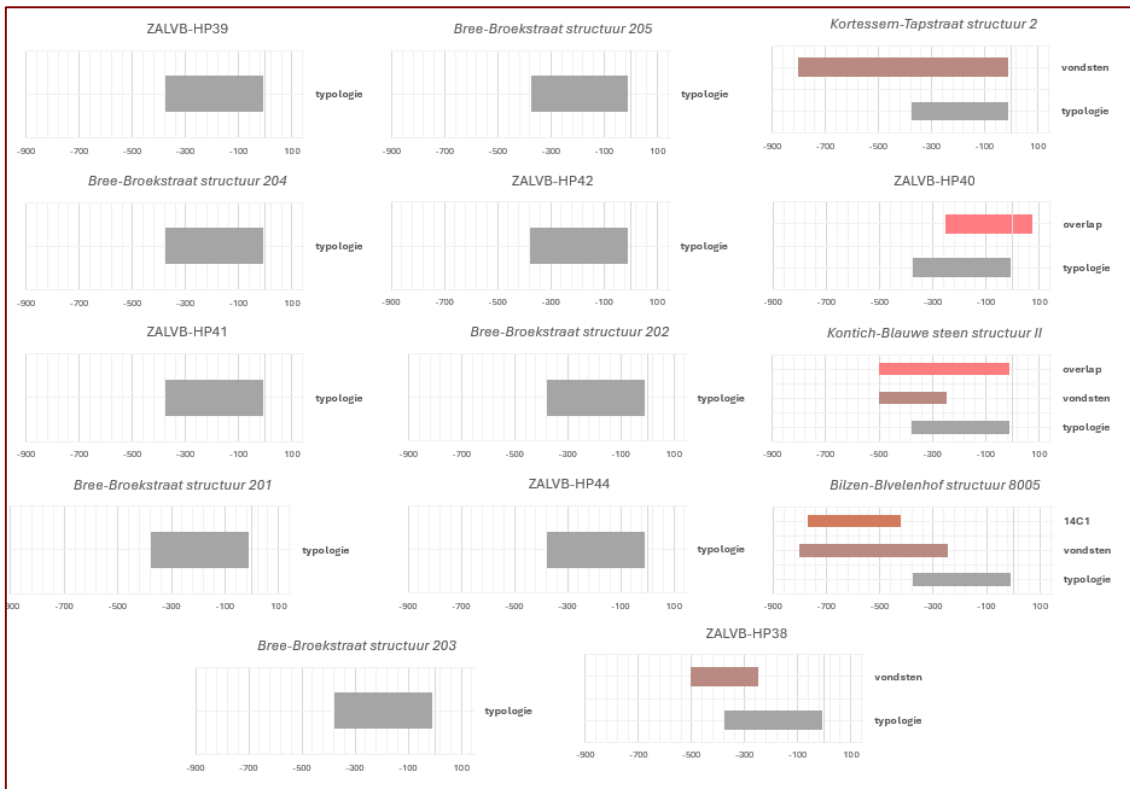 ZALVB-HP39
typologie
-900 -700 -500 -300 -100 100
Bree-Broekstraat structuur 205
typologie
-900 -700 -500 -300 -100 100
Kortessem-Tapstraat structuur 2
vondsten
typologie
-900 -700 -500 -300 -100 100
Bree-Broekstraat structuur 204
typologie
-900 -700 -500 -300 -100 100
ZALVB-HP42
typologie
-900 -700 -500 -300 -100 100
ZALVB-HP40
overlap
typologie
-900 -700 -500 -300 -100 100
ZALVB-HP41
typologie
-900 -700 -500 -300 -100 100
Bree-Broekstraat structuur 202
typologie
-900 -700 -500 -300 -100 100
Kontich-Blauwe steen structuur II
overlap
vondsten
typologie
-900 -700 -500 -300 -100 100
Bree-Broekstraat structuur 201
typologie
-700 -500 -300 -100 100
ZALVB-HP44
typologie
-900 -700 -500 -300 -100 100
Bilzen-BIvelenhof structuur 8005
14C1
vondsten
typologie
-900 -700 -500 -300 -100 100
Bree-Broekstraat structuur 203
typologie
-900 -700 -500 -300 -100 100
ZALVB-HP38
vondsten
typologie
-900 -700 -500 -300 -100 100